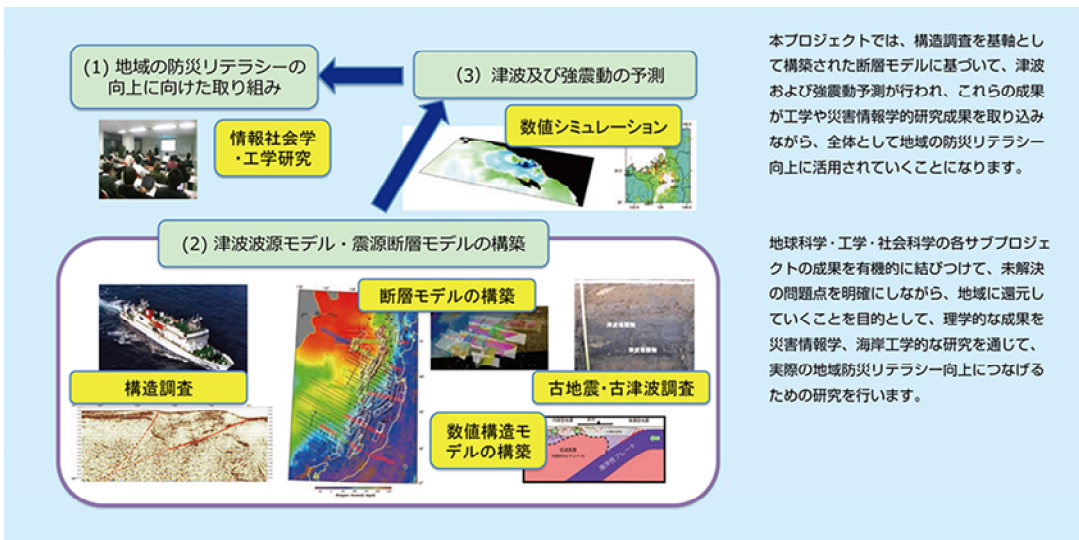 (1) 地域の防災リテラシーの
向上に向けた取り組み
情報社会学
・工学研究
(3) 津波及び強震動の予測
数値シミュレーション
(2) 津波波源モデル・震源断層モデルの構築
断層モデルの構築
構造調査
古地震・古津波調査
数値構造モ
デルの構築
津波堆積物
津波堆積物
海洋性プレート
本プロジェクトでは、構造調査を基軸とし
て構築された断層モデルに基づいて、津波
および強震動予測が行われ、これらの成果
が工学や災害情報学的研究成果を取り込み
ながら、全体として地域の防災リテラシー
向上に活用されていくことになります。
地球科学・工学・社会科学の各サブプロジェ
クトの成果を有機的に結びつけて、未解決
の問題点を明確にしながら、地域に還元し
ていくことを目的として、理学的な成果を
災害情報学、海岸工学的な研究を通じて、
実際の地域防災リテラシー向上につなげる
ための研究を行います。